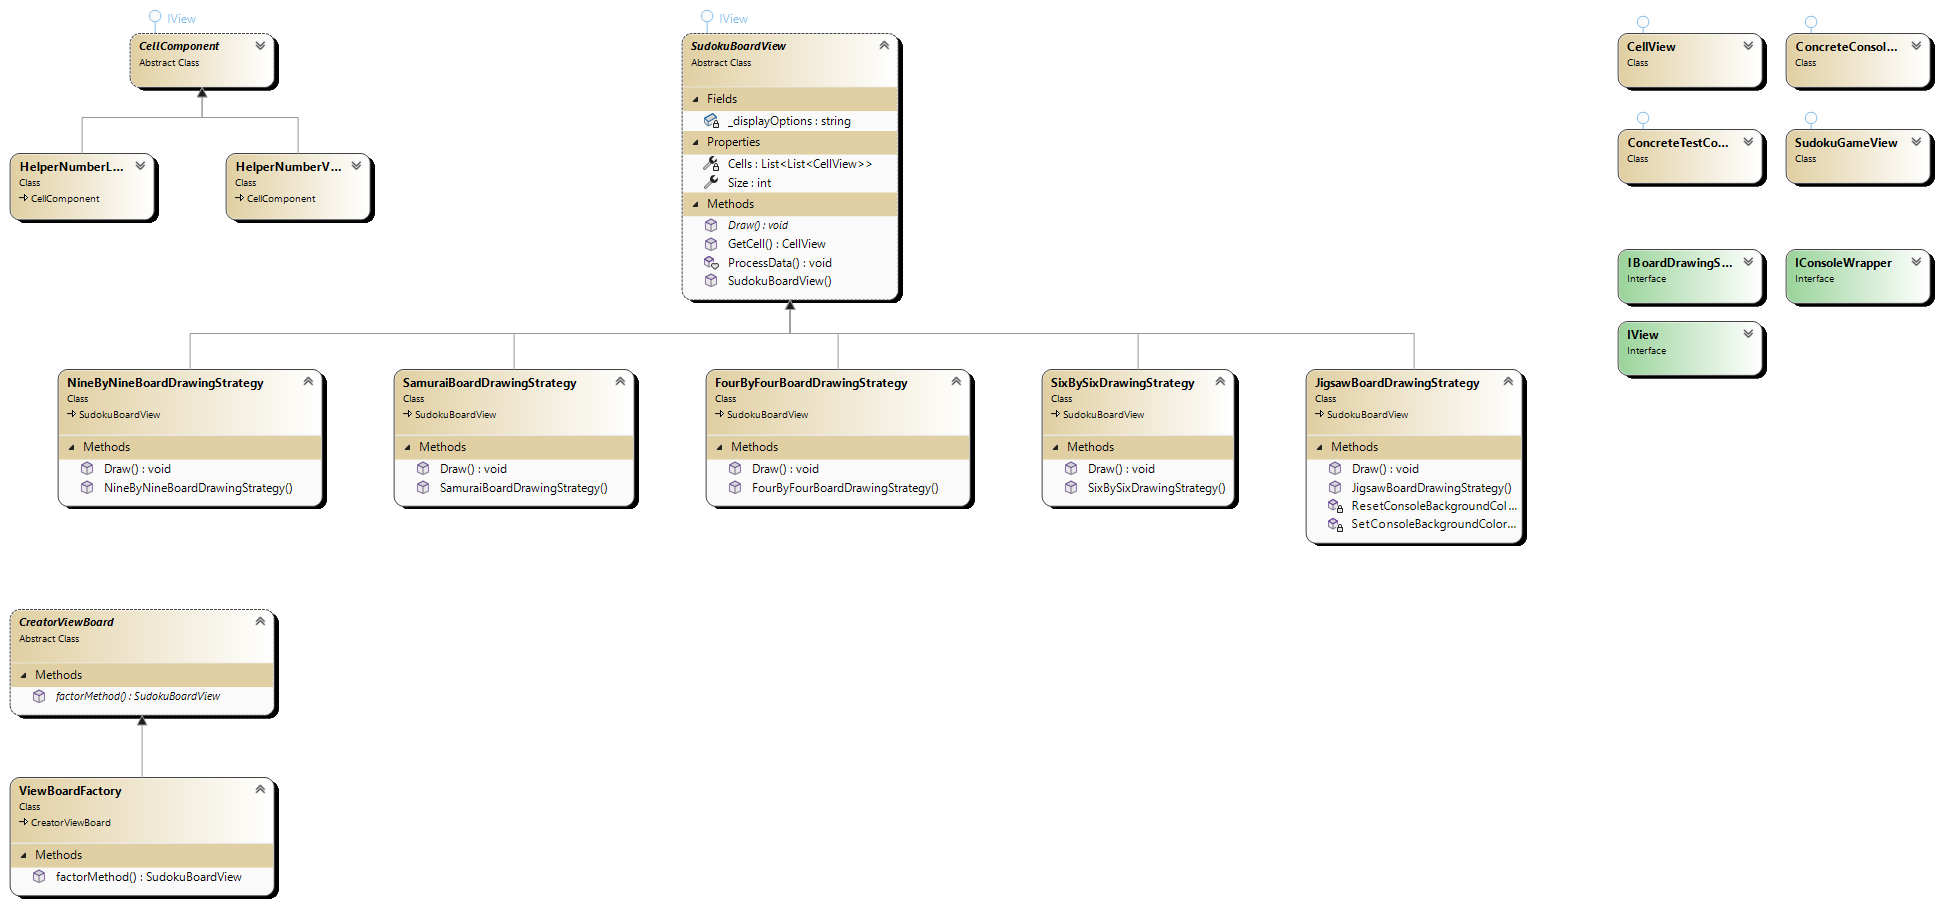 IView
CellComponent
Abstract Class
HelperNumberL...
Class
CellComponent
HelperNumberV...
Class
CellComponent
IView
SudokuBoardView
Abstract Class
Fields
_displayOptions : string
Properties
Cells : List<List<CellView>>
Size : int
Methods
Draw() : void
GetCell() : CellView
ProcessData() : void
SudokuBoardView()
CellView
Class
ConcreteConsol...
Class
ConcreteTestCo...
Class
SudokuGameView
Class
IBoardDrawingS...
Interface
IConsoleWrapper
Interface
IView
Interface
NineByNineBoardDrawingStrategy
Class
SudokuBoardView
Methods
Draw() : void
NineByNineBoardDrawingStrategy()
SamuraiBoardDrawingStrategy
Class
SudokuBoardView
Methods
Draw() : void
SamuraiBoardDrawingStrategy()
FourByFourBoardDrawingStrategy
Class
SudokuBoardView
Methods
Draw() : void
FourByFourBoardDrawingStrategy()
SixBySixDrawingStrategy
Class
SudokuBoardView
Methods
Draw() : void
SixBySixDrawingStrategy()
JigsawBoardDrawingStrategy
Class
SudokuBoardView
Methods
Draw() : void
JigsawBoardDrawingStrategy()
ResetConsoleBackgroundCol...
SetConsoleBackgroundColor...
CreatorViewBoard
Abstract Class
Methods
factorMethod() : SudokuBoardView
ViewBoardFactory
Class
CreatorViewBoard
Methods
factorMethod() : SudokuBoardView